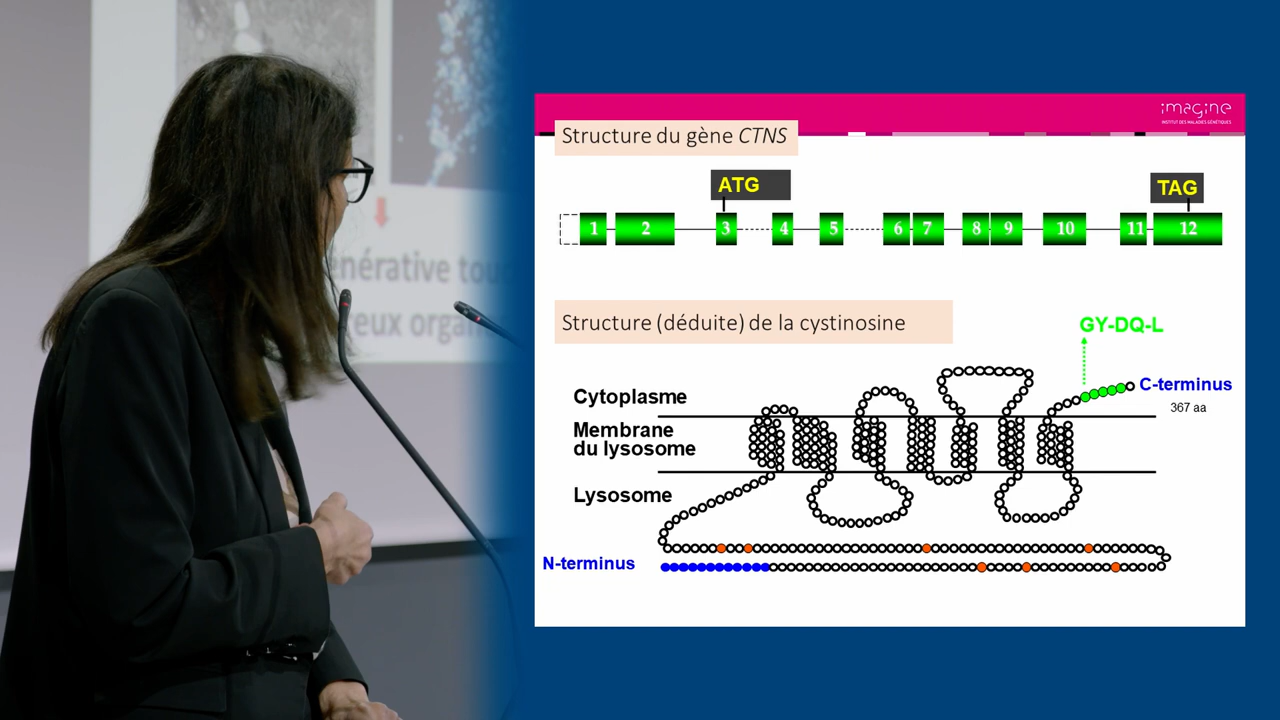 énérative
imagine
INSTITUT DES MALADIES GÉNÉTIQUES
Structure du gène CTNS
ATG
TAG
1 2 3 4 5 6 7 8 9 10 11 12
Structure (déduite) de la cystinosine
GY-DQ-L
Cytoplasme
C-terminus
367 aa
Membrane
du lysosome
Lysosome
N-terminus